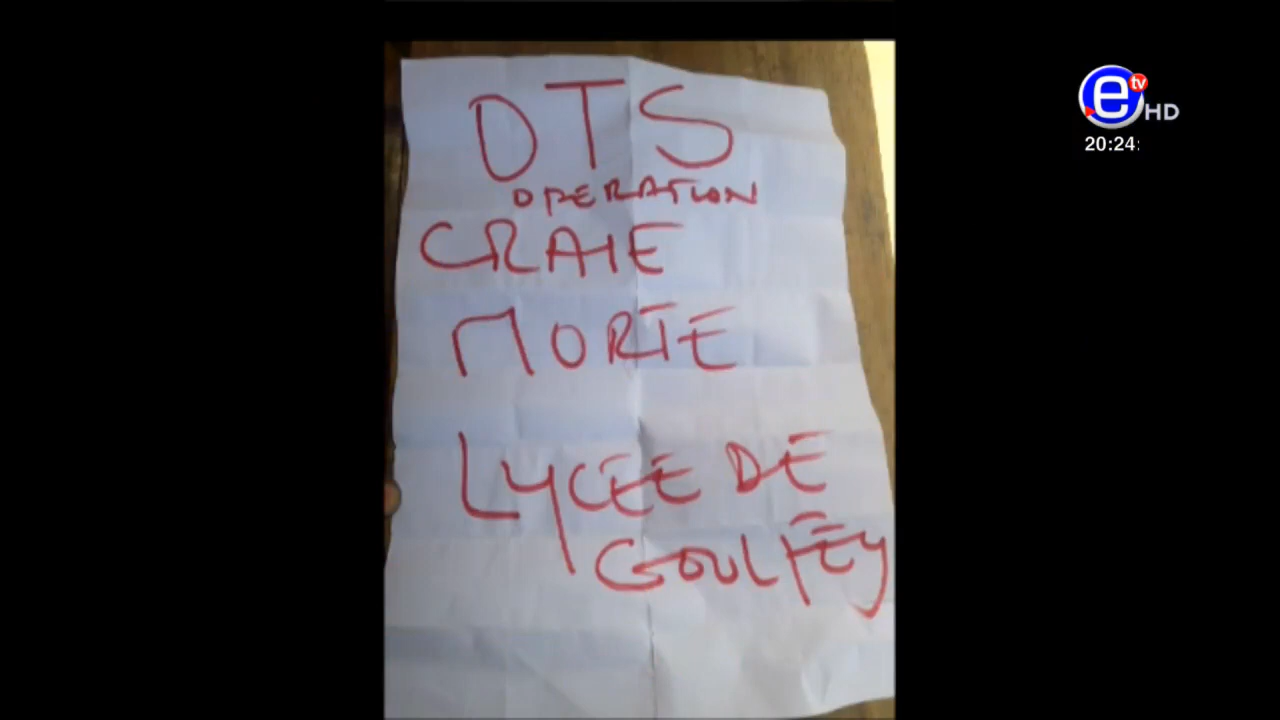 OTS
OPERATION
CRAIE
MORTE
LYCEE DE
GOULFEY
e tv
HD
20:24: